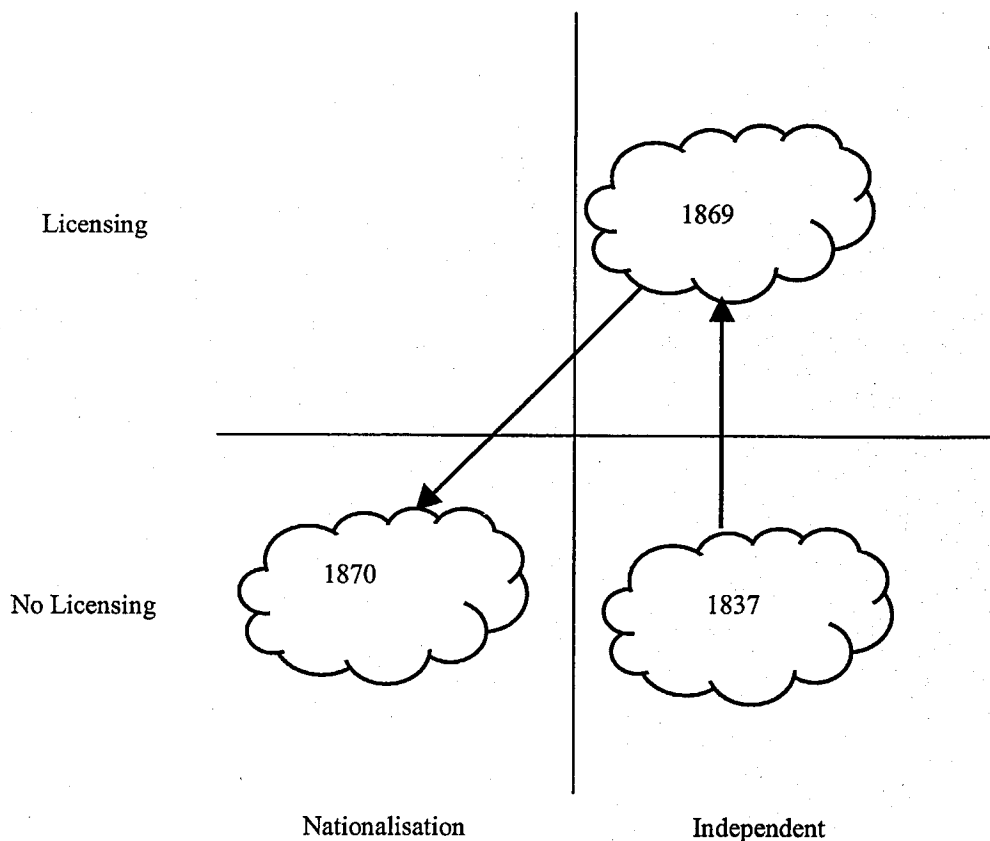 1869
Licensing
1870
1837
No Licensing
Nationalisation
Independent